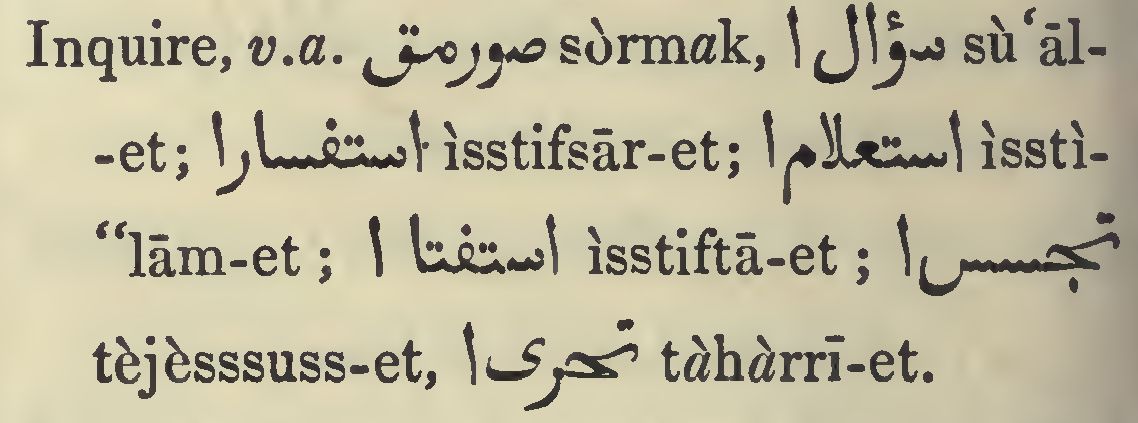 Inquire, v.a. صورمق sòrmak, سؤال ا sù‘āl-
-et; استفسار ا ìsstifsār-et; استعلام ا ìsstì-
“lām-et; استفتا ا ìsstiftā-et; تجسس ا
tèjèsssuss-et, تحرى ا tàhàrrī-et.